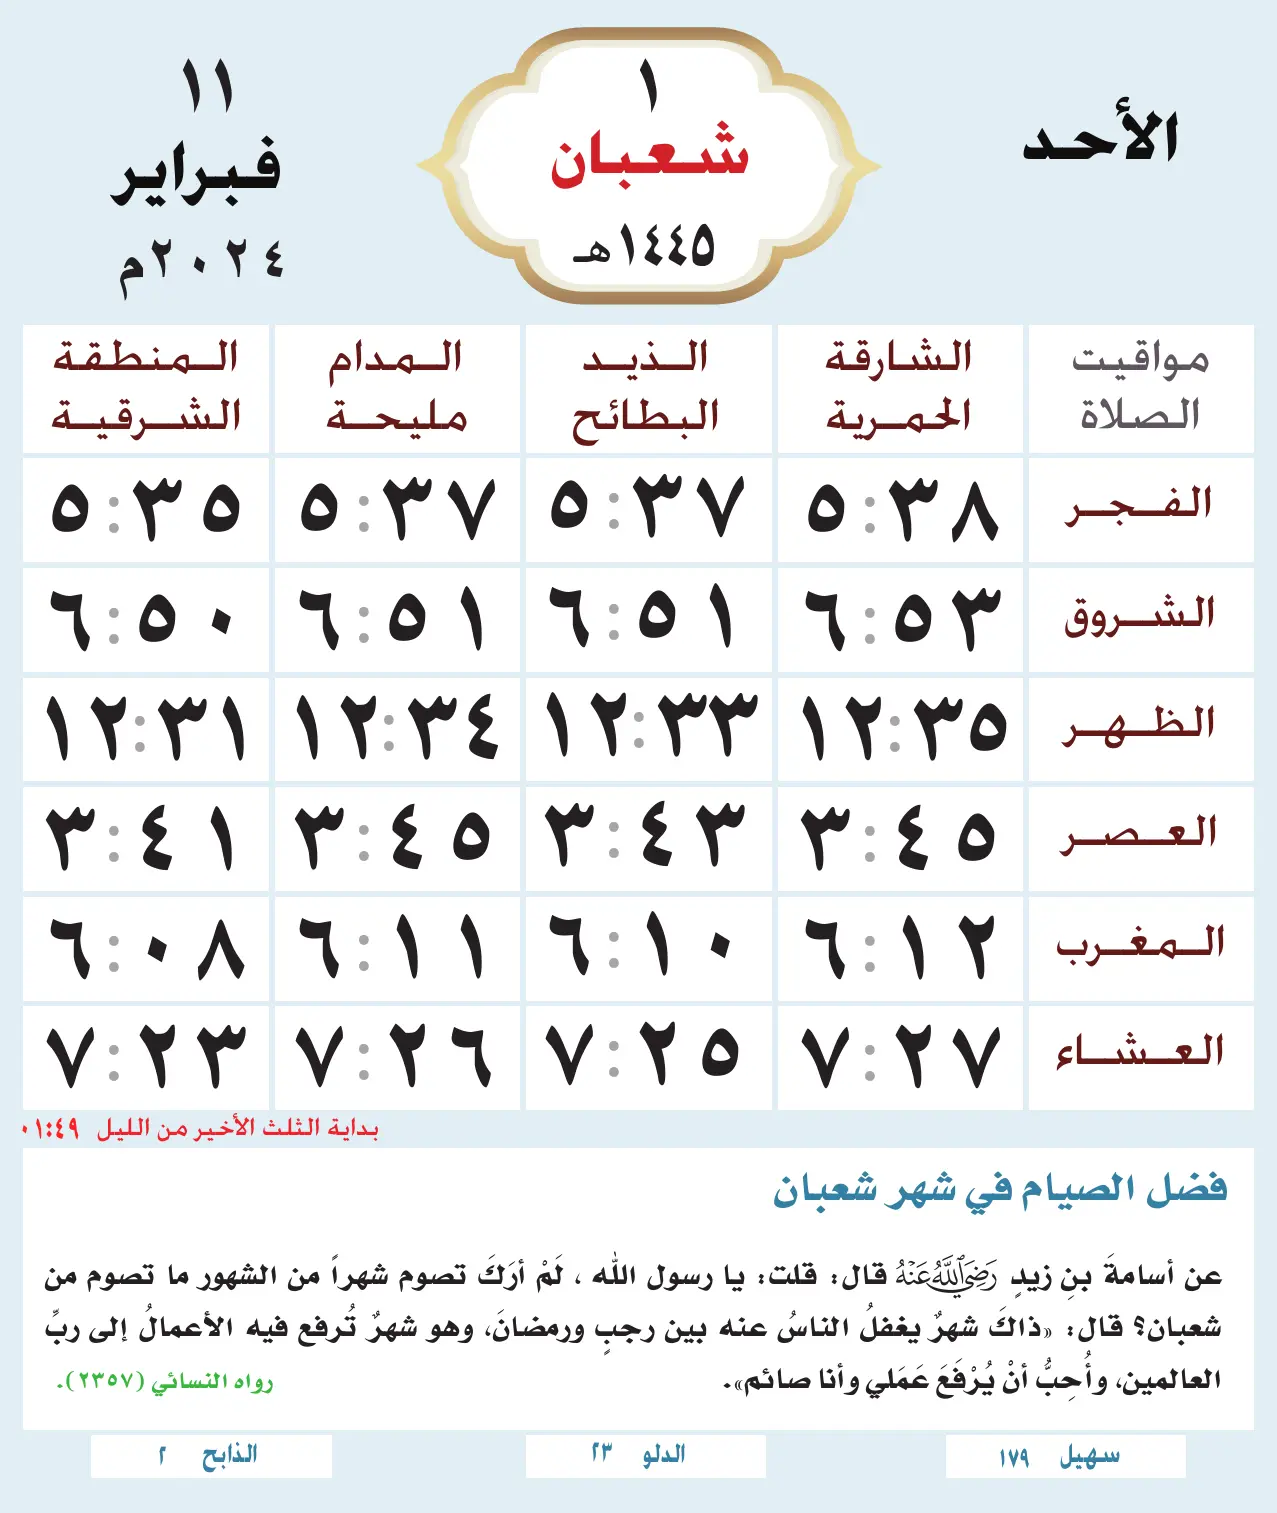 الأحد
١
شعبان
١٤٤٥هـ
١١
فبراير
٢٠٢٤م
مواقيت الصلاة
الشارقة الحمرية
الذيد البطائح
المدام مليحة
المنطقة الشرقية
الفجر ٥:٣٨ ٥:٣٧ ٥:٣٧ ٥:٣٥
الشروق ٦:٥٣ ٦:٥١ ٦:٥١ ٦:٥٠
الظهر ١٢:٣٥ ١٢:٣٣ ١٢:٣٤ ١٢:٣١
العصر ٣:٤٥ ٣:٤٣ ٣:٤٥ ٣:٤١
المغرب ٦:١٢ ٦:١٠ ٦:١١ ٦:٠٨
العشاء ٧:٢٧ ٧:٢٥ ٧:٢٦ ٧:٢٣
بداية الثلث الأخير من الليل ٠١:٤٩
فضل الصيام في شهر شعبان
عن أسامةَ بنِ زيدٍ رَضِيَ اللَّهُ عَنْهُ قال: قلت: يا رسول الله ، لَمْ أرَكَ تصوم شهراً من الشهور ما تصوم من
شعبان؟ قال: «ذاكَ شهرٌ يغفلُ الناسُ عنه بين رجبٍ ورمضانَ، وهو شهرٌ تُرفع فيه الأعمالُ إلى ربِّ
العالمين، وأُحِبُّ أنْ يُرْفَعَ عَمَلي وأنا صائم». رواه النسائي (٢٣٥٧).
سهيل ١٧٩
الدلو ٢٣
الذابح ٢